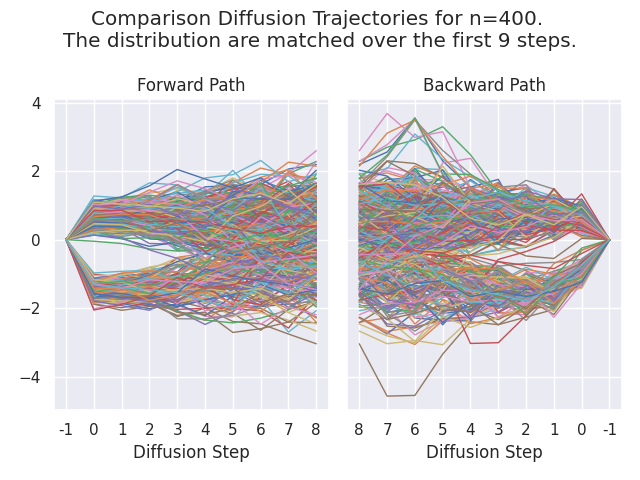 Comparison Diffusion Trajectories for n=400.
The distribution are matched over the first 9 steps.
Forward Path
Backward Path
4
2
0
−2
−4
-1 0 1 2 3 4 5 6 7 8
8 7 6 5 4 3 2 1 0 -1
Diffusion Step
Diffusion Step